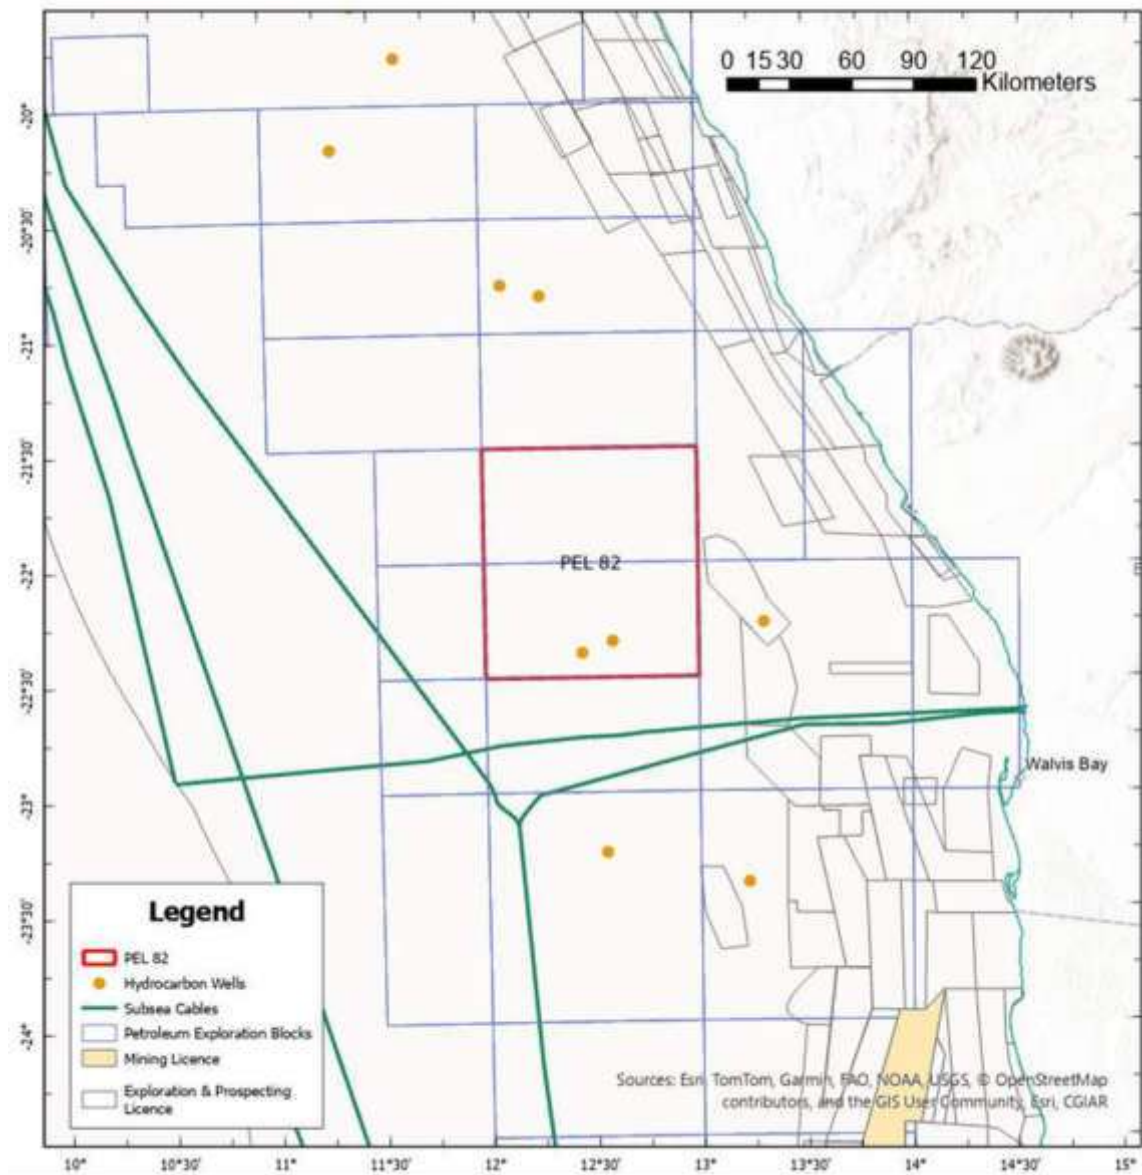 0 15 30 60 90 120
Kilometers
-20°
-20°30'
-21°
-21°30'
-22°
-22°30'
-23°
-23°30'
-24°
PEL 82
Walvis Bay
Legend
PEL 82
Hydrocarbon Wells
Subsea Cables
Petroleum Exploration Blocks
Mining Licence
Exploration & Prospecting
Licence
Sources: Esri, TomTom, Garmin, FAO, NOAA, USGS, © OpenStreetMap
contributors, and the GIS User Community, Esri, CGIAR
10° 10°30' 11° 11°30' 12° 12°30' 13° 13°30' 14° 14°30' 15°